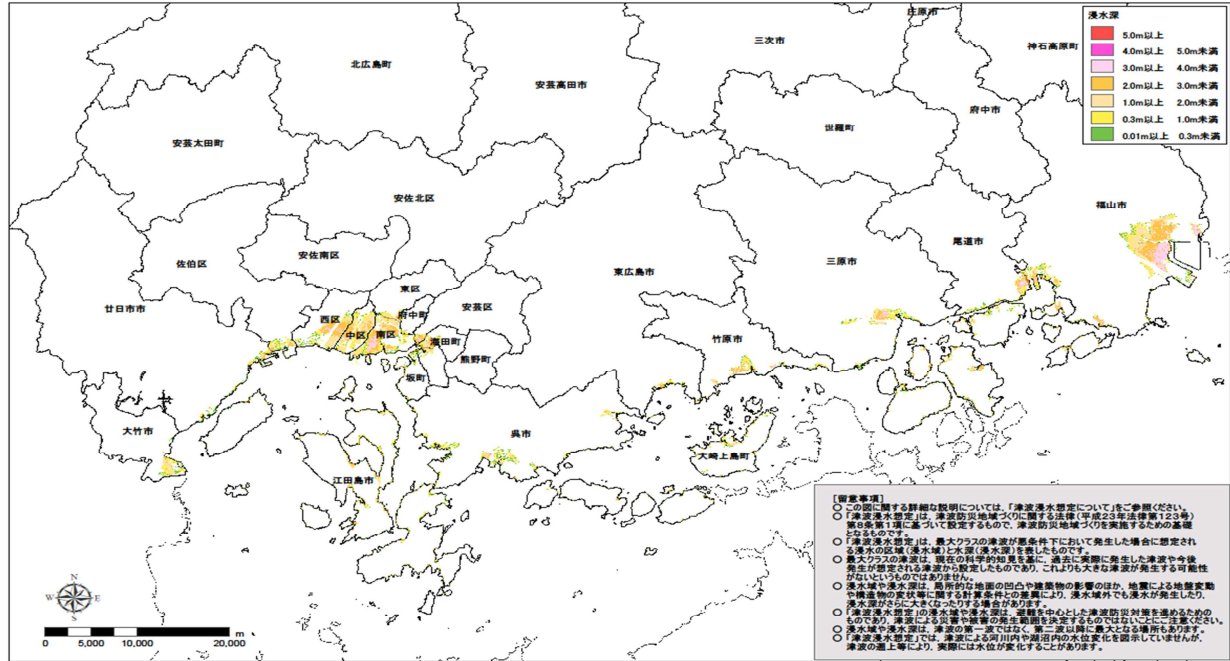 庄原市
三次市
神石高原町
北広島町
安芸高田市
府中市
世羅町
安芸太田町
安佐北区
福山市
尾道市
安佐南区
佐伯区
三原市
東広島市
東区
廿日市市
府中町
安芸区
西区
中区
南区
海田町
竹原市
熊野町
坂町
大竹市
呉市
大崎上島町
江田島市
浸水深
5.0m以上
4.0m以上 5.0m未満
3.0m以上 4.0m未満
2.0m以上 3.0m未満
1.0m以上 2.0m未満
0.3m以上 1.0m未満
0.01m以上 0.3m未満
N
W E
S
m
0 5,000 10,000 20,000
[留意事項]
○ この図に関する詳細な説明については、「津波浸水想定について」をご参照ください。
○ 「津波浸水想定」は、津波防災地域づくりに関する法律(平成23年法律第123号)
第8条第1項に基づいて設定するもので、津波防災地域づくりを実施するための基礎
となるものです。
○ 「津波浸水想定」は、最大クラスの津波が悪条件下において発生した場合に想定され
る浸水の区域(浸水域)と水深(浸水深)を表したものです。
○ 最大クラスの津波は、現在の科学的知見を基に、過去に実際に発生した津波や今後
発生が想定される津波から設定したものであり、これよりも大きな津波が発生する可能性
がないというものではありません。
○ 浸水域や浸水深は、局所的な地面の凹凸や建築物の影響のほか、地震による地盤変動
や構造物の変状等に関する計算条件との差異により、浸水域外でも浸水が発生したり、
浸水深がさらに大きくなったりする場合があります。
○ 「津波浸水想定」の浸水域や浸水深は、避難を中心とした津波防災対策を進めるための
ものであり、津波による災害や被害の発生範囲を決定するものではないことにご注意ください。
○ 浸水域や浸水深は、津波の第一波ではなく、第二波以降に最大となる場所もあります。
○ 「津波浸水想定」では、津波による河川内や湖沼内の水位変化を図示していませんが、
津波の遡上等により、実際には水位が変化することがあります。